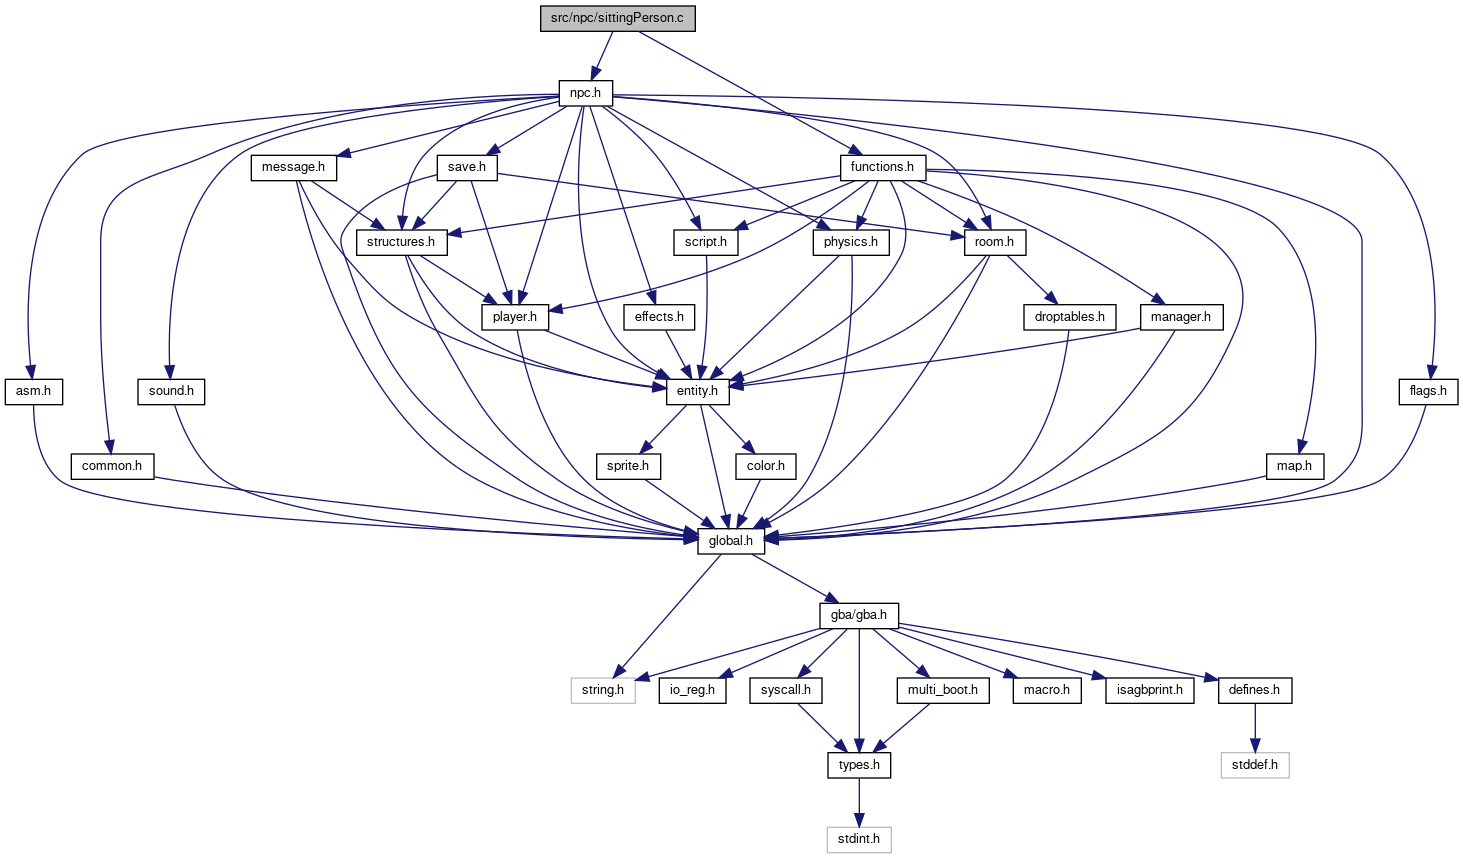 src/npc/sittingPerson.c
npc.h
message.h
save.h
functions.h
structures.h
script.h
physics.h
room.h
player.h
effects.h
droptables.h
manager.h
asm.h
sound.h
entity.h
flags.h
common.h
sprite.h
color.h
map.h
global.h
gba/gba.h
string.h
io_reg.h
syscall.h
multi_boot.h
macro.h
isagbprint.h
defines.h
types.h
stddef.h
stdint.h